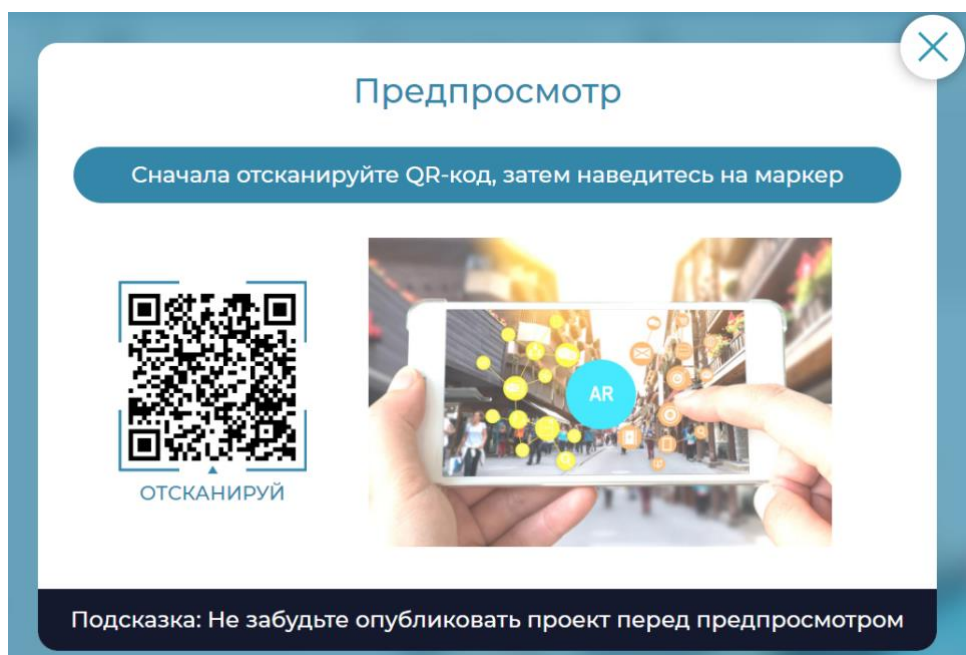 Предпросмотр
Сначала отсканируйте QR-код, затем наведитесь на маркер
AR
ОТСКАНИРУЙ
Подсказка: Не забудьте опубликовать проект перед предпросмотром